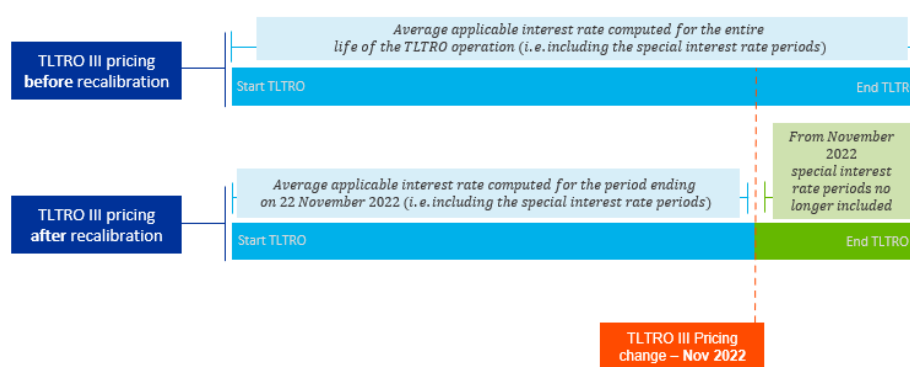 Average applicable interest rate computed for the entire
life of the TLTRO operation (i.e.including the special interest rate periods)
TLTRO III pricing
before recalibration
Start TLTRO
End TLTR
From November
2022
special interest
rate periods no
longer included
Average applicable interest rate computed for the period ending
on 22 November 2022 (i.e.including the special interest rate periods)
TLTRO III pricing
after recalibration
Start TLTRO
End TLTRO
TLTRO III Pricing
change – Nov 2022